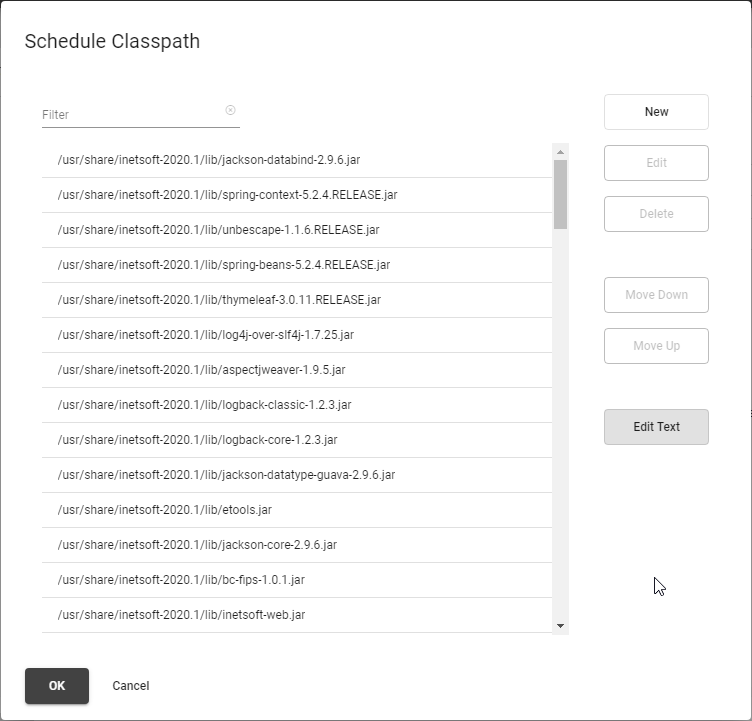 Schedule Classpath
Filter
New
/usr/share/inetsoft-2020.1/lib/jackson-databind-2.9.6.jar
Edit
/usr/share/inetsoft-2020.1/lib/spring-context-5.2.4.RELEASE.jar
Delete
/usr/share/inetsoft-2020.1/lib/unbescape-1.1.6.RELEASE.jar
/usr/share/inetsoft-2020.1/lib/spring-beans-5.2.4.RELEASE.jar
/usr/share/inetsoft-2020.1/lib/thymeleaf-3.0.11.RELEASE.jar
Move Down
/usr/share/inetsoft-2020.1/lib/log4j-over-slf4j-1.7.25.jar
Move Up
/usr/share/inetsoft-2020.1/lib/aspectjweaver-1.9.5.jar
/usr/share/inetsoft-2020.1/lib/logback-classic-1.2.3.jar
Edit Text
/usr/share/inetsoft-2020.1/lib/logback-core-1.2.3.jar
/usr/share/inetsoft-2020.1/lib/jackson-datatype-guava-2.9.6.jar
/usr/share/inetsoft-2020.1/lib/etools.jar
/usr/share/inetsoft-2020.1/lib/jackson-core-2.9.6.jar
/usr/share/inetsoft-2020.1/lib/bc-fips-1.0.1.jar
/usr/share/inetsoft-2020.1/lib/inetsoft-web.jar
OK
Cancel